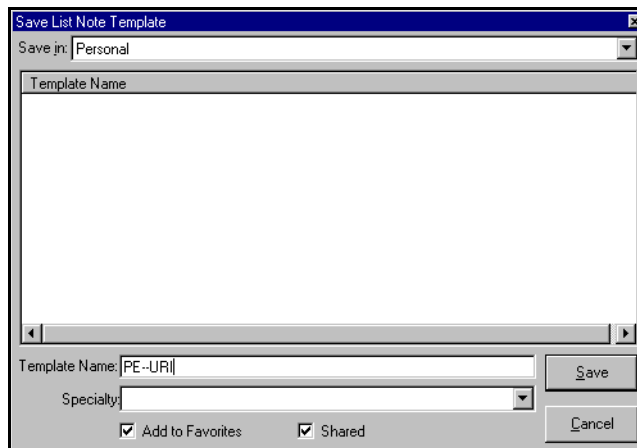 Save List Note Template
Save in: Personal
Template Name
Template Name: PE--URI
Save
Specialty:
Add to Favorites Shared
Cancel